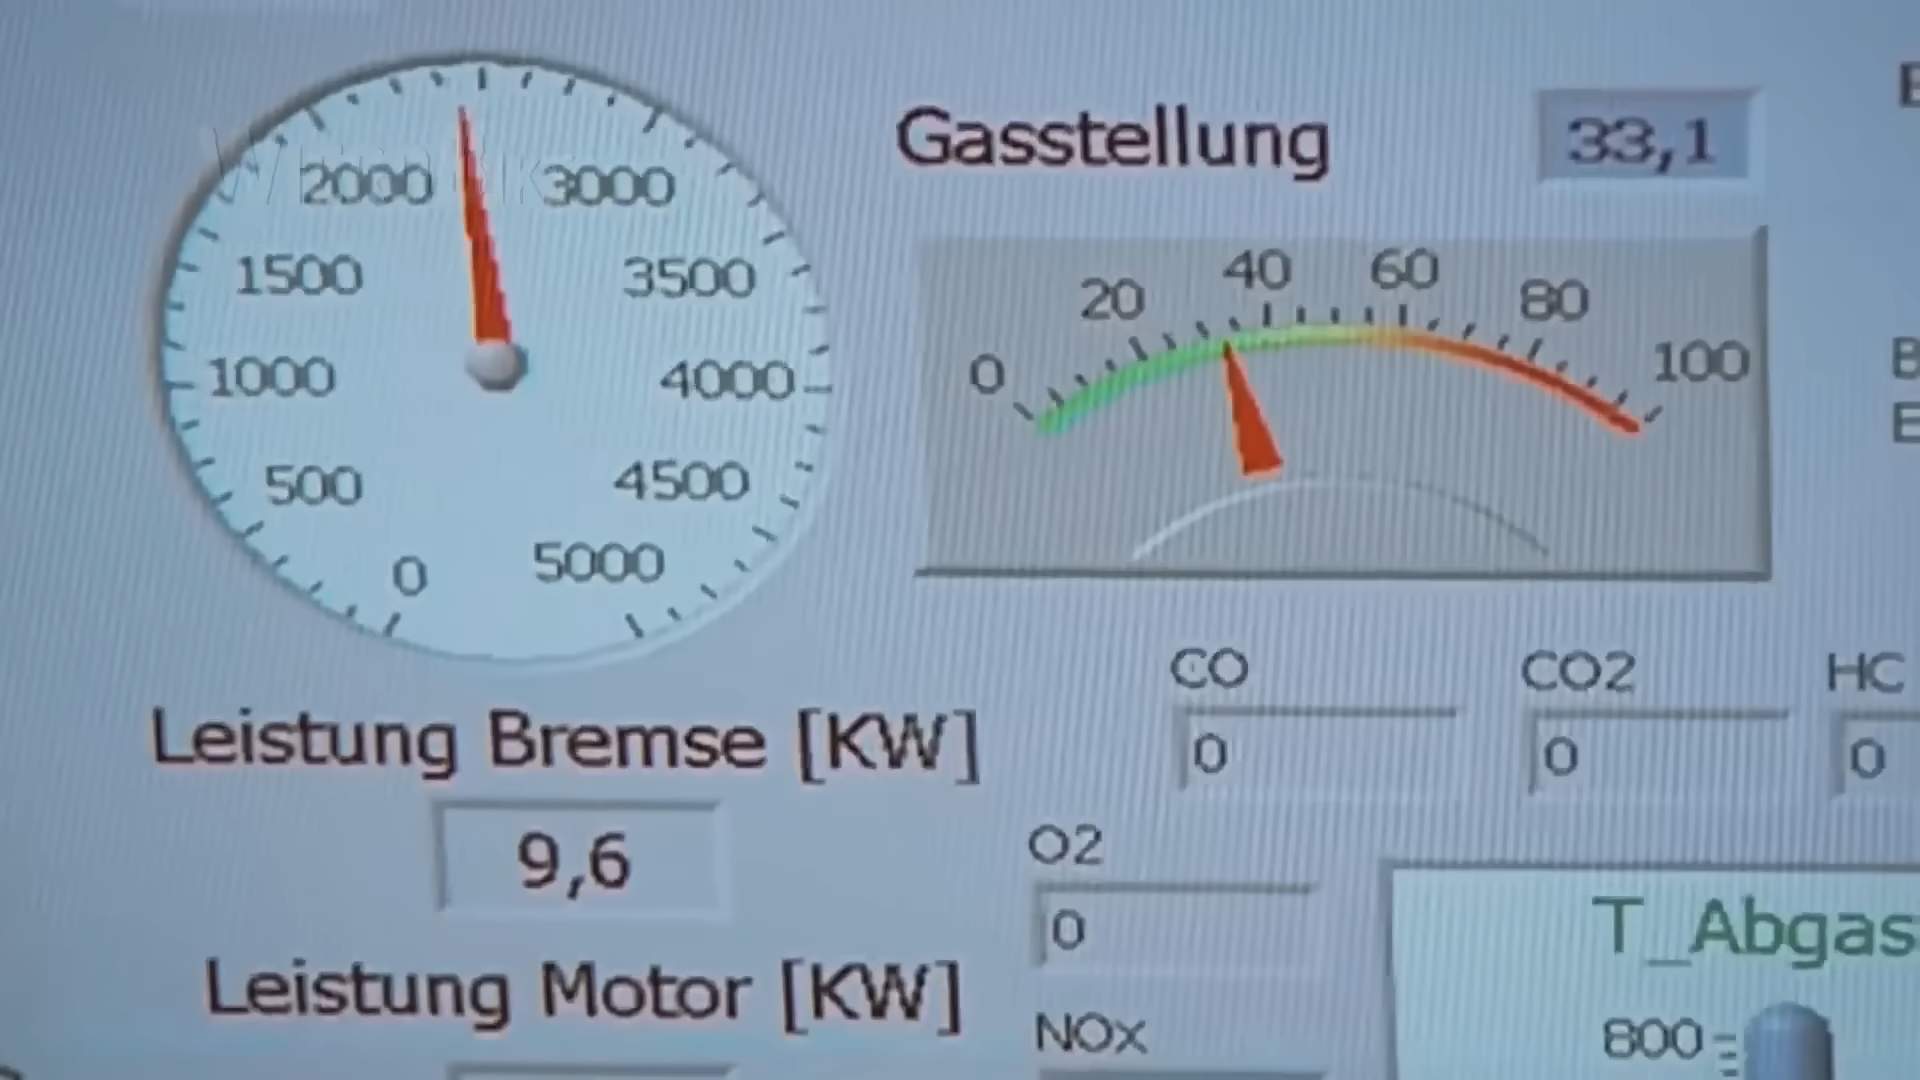 Gasstellung 33,1
2000 3000
1500 3500
1000 4000
500 4500
0 5000
0 20 40 60 80 100
Leistung Bremse [KW]
9,6
Leistung Motor [KW]
CO CO2 HC
0 0 0
O2
0
NOx
T_Abgas
800